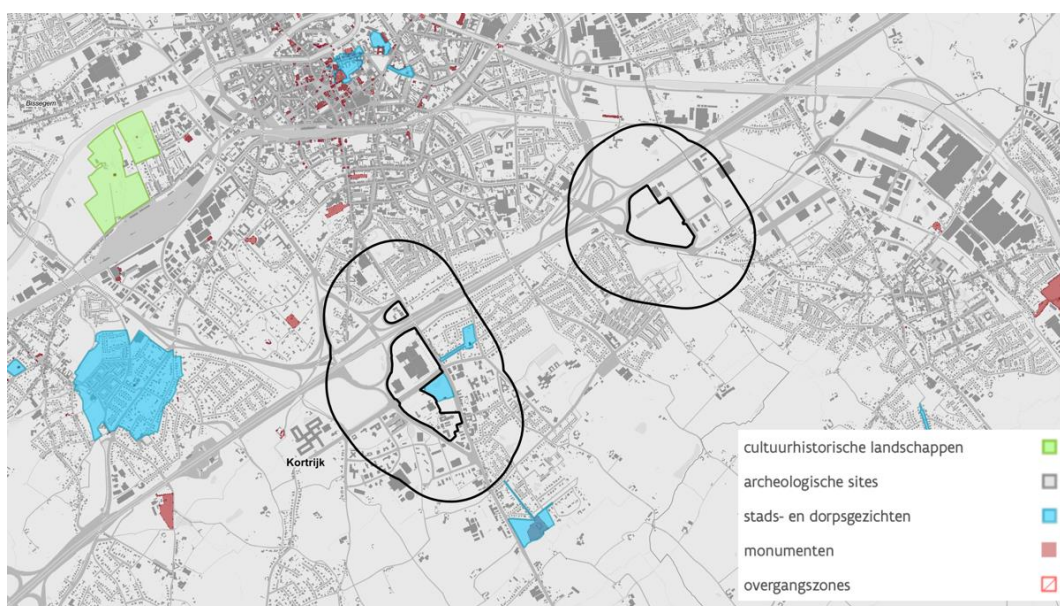 Bissegem
Kortrijk
cultuurhistorische landschappen
archeologische sites
stads- en dorpsgezichten
monumenten
overgangszones